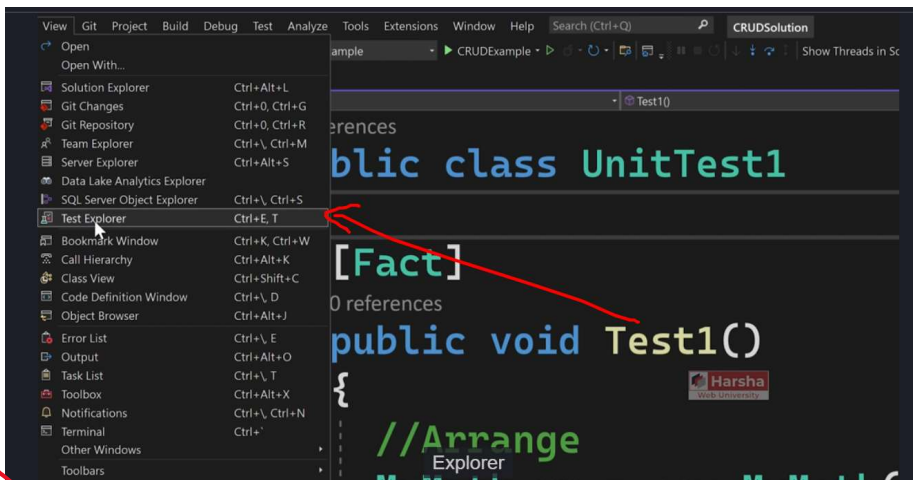 View Git Project Build Debug Test Analyze Tools Extensions Window Help Search (Ctrl+Q) CRUDSolution
Open
Open With...
ample CRUDExample Show Threads in Sc
Solution Explorer Ctrl+Alt+L
Git Changes Ctrl+0, Ctrl+G
Git Repository Ctrl+0, Ctrl+R
Team Explorer Ctrl+\, Ctrl+M
Server Explorer Ctrl+Alt+S
Data Lake Analytics Explorer
SQL Server Object Explorer Ctrl+\, Ctrl+S
Test Explorer Ctrl+E, T
Bookmark Window Ctrl+K, Ctrl+W
Call Hierarchy Ctrl+Alt+K
Class View Ctrl+Shift+C
Code Definition Window Ctrl+\, D
Object Browser Ctrl+Alt+J
Error List Ctrl+\, E
Output Ctrl+Alt+O
Task List Ctrl+\, T
Toolbox Ctrl+Alt+X
Notifications Ctrl+\, Ctrl+N
Terminal Ctrl+`
Other Windows
Toolbars
Test1()
erences
blic class UnitTest1
[Fact]
0 references
public void Test1()
{
Harsha
Web University
//Arrange
Explorer